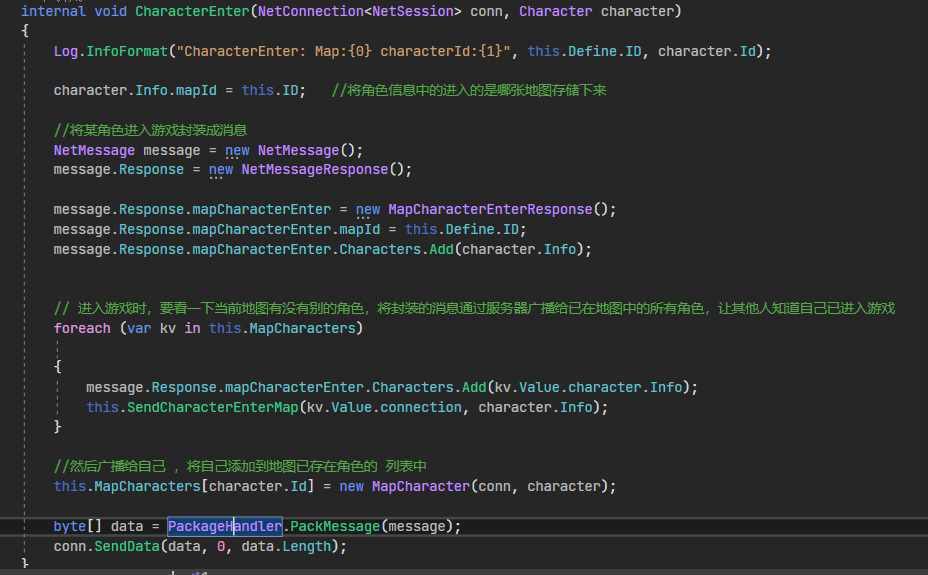 internal void CharacterEnter(NetConnection<NetSession> conn, Character character)
{
Log.InfoFormat("CharacterEnter: Map:{0} characterId:{1}", this.Define.ID, character.Id);
character.Info.mapId = this.ID; //将角色信息中的进入的是哪张地图存储下来
//将某角色进入游戏封装成消息
NetMessage message = new NetMessage();
message.Response = new NetMessageResponse();
message.Response.mapCharacterEnter = new MapCharacterEnterResponse();
message.Response.mapCharacterEnter.mapId = this.Define.ID;
message.Response.mapCharacterEnter.Characters.Add(character.Info);
// 进入游戏时，要看一下当前地图有没有别的角色，将封装的消息通过服务器广播给已在地图中的所有角色，让其他人知道自己已进入游戏
foreach (var kv in this.MapCharacters)
{
message.Response.mapCharacterEnter.Characters.Add(kv.Value.character.Info);
this.SendCharacterEnterMap(kv.Value.connection, character.Info);
}
//然后广播给自己 ，将自己添加到地图已存在角色的 列表中
this.MapCharacters[character.Id] = new MapCharacter(conn, character);
byte[] data = PackageHandler.PackMessage(message);
conn.SendData(data, 0, data.Length);
}